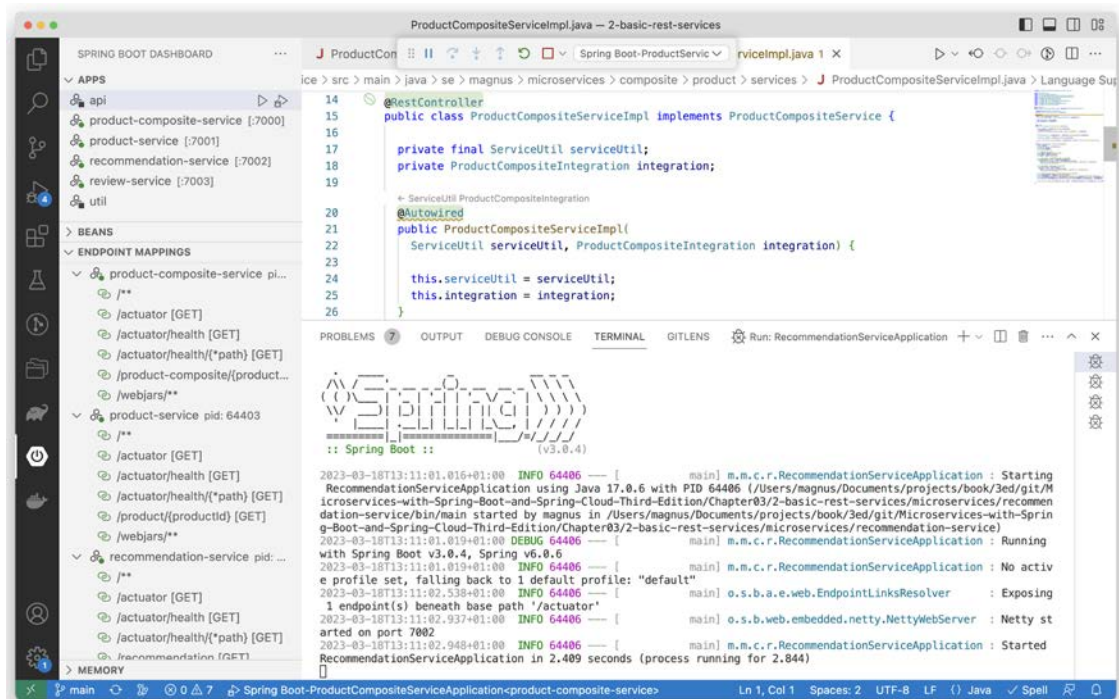 ProductCompositeServiceImpl.java — 2-basic-rest-services
SPRING BOOT DASHBOARD
APPS
api
product-composite-service [:7000]
product-service [:7001]
recommendation-service [:7002]
review-service [:7003]
util
BEANS
ENDPOINT MAPPINGS
product-composite-service pi...
/**
/actuator [GET]
/actuator/health [GET]
/actuator/health/{*path} [GET]
/product-composite/{product...
/webjars/**
product-service pid: 64403
/**
/actuator [GET]
/actuator/health [GET]
/actuator/health/{*path} [GET]
/product/{productId} [GET]
/webjars/**
recommendation-service pid: ...
/**
/actuator [GET]
/actuator/health [GET]
/actuator/health/{*path} [GET]
/recommendation [GET]
MEMORY
4
1
J ProductCon
Spring Boot-ProductServic
rviceImpl.java 1
ice > src > main > java > se > magnus > microservices > composite > product > services > J ProductCompositeServiceImpl.java > Language Sup
14 @RestController
15 public class ProductCompositeServiceImpl implements ProductCompositeService {
16
17 private final ServiceUtil serviceUtil;
18 private ProductCompositeIntegration integration;
19
← ServiceUtil ProductCompositeIntegration
20 @Autowired
21 public ProductCompositeServiceImpl(
22 ServiceUtil serviceUtil, ProductCompositeIntegration integration) {
23
24 this.serviceUtil = serviceUtil;
25 this.integration = integration;
26 }
PROBLEMS 7 OUTPUT DEBUG CONSOLE TERMINAL GITLENS Run: RecommendationServiceApplication
Spring
:: Spring Boot :: (v3.0.4)
2023-03-18T13:11:01.016+01:00 INFO 64406 --- [ main] m.m.c.r.RecommendationServiceApplication : Starting
RecommendationServiceApplication using Java 17.0.6 with PID 64406 (/Users/magnus/Documents/projects/book/3ed/git/M
icroservices-with-Spring-Boot-and-Spring-Cloud-Third-Edition/Chapter03/2-basic-rest-services/microservices/recommen
dation-service/bin/main started by magnus in /Users/magnus/Documents/projects/book/3ed/git/Microservices-with-Sprin
g-Boot-and-Spring-Cloud-Third-Edition/Chapter03/2-basic-rest-services/microservices/recommendation-service)
2023-03-18T13:11:01.019+01:00 DEBUG 64406 --- [ main] m.m.c.r.RecommendationServiceApplication : Running
with Spring Boot v3.0.4, Spring v6.0.6
2023-03-18T13:11:01.019+01:00 INFO 64406 --- [ main] m.m.c.r.RecommendationServiceApplication : No activ
e profile set, falling back to 1 default profile: "default"
2023-03-18T13:11:02.538+01:00 INFO 64406 --- [ main] o.s.b.a.e.web.EndpointLinksResolver : Exposing
1 endpoint(s) beneath base path '/actuator'
2023-03-18T13:11:02.937+01:00 INFO 64406 --- [ main] o.s.b.web.embedded.netty.NettyWebServer : Netty st
arted on port 7002
2023-03-18T13:11:02.948+01:00 INFO 64406 --- [ main] m.m.c.r.RecommendationServiceApplication : Started
RecommendationServiceApplication in 2.409 seconds (process running for 2.844)
main 0 7 Spring Boot-ProductCompositeServiceApplication<product-composite-service> Ln 1, Col 1 Spaces: 2 UTF-8 LF {} Java Spell